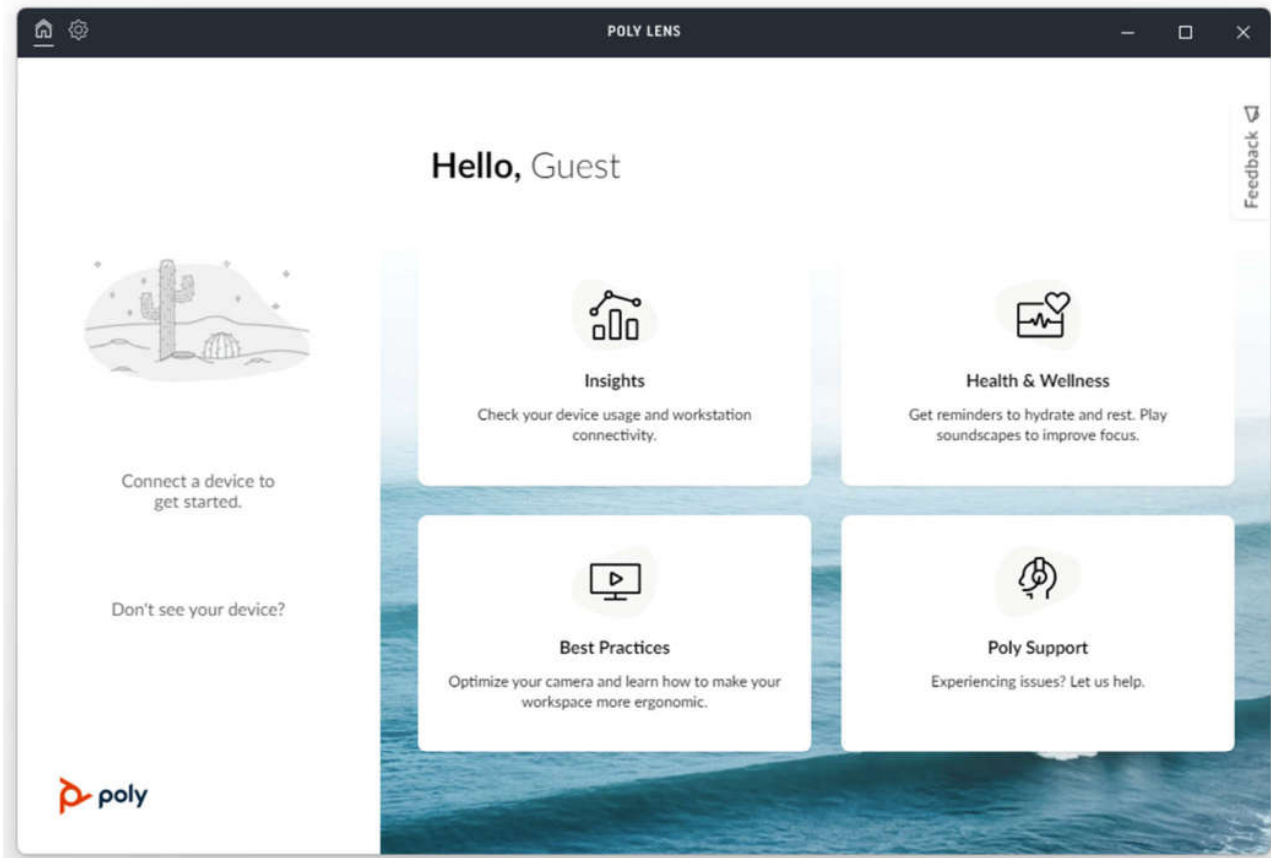 POLY LENS
Feedback
Hello, Guest
Connect a device to
get started.
Don't see your device?
poly
Insights
Check your device usage and workstation
connectivity.
Health & Wellness
Get reminders to hydrate and rest. Play
soundscapes to improve focus.
Best Practices
Optimize your camera and learn how to make your
workspace more ergonomic.
Poly Support
Experiencing issues? Let us help.